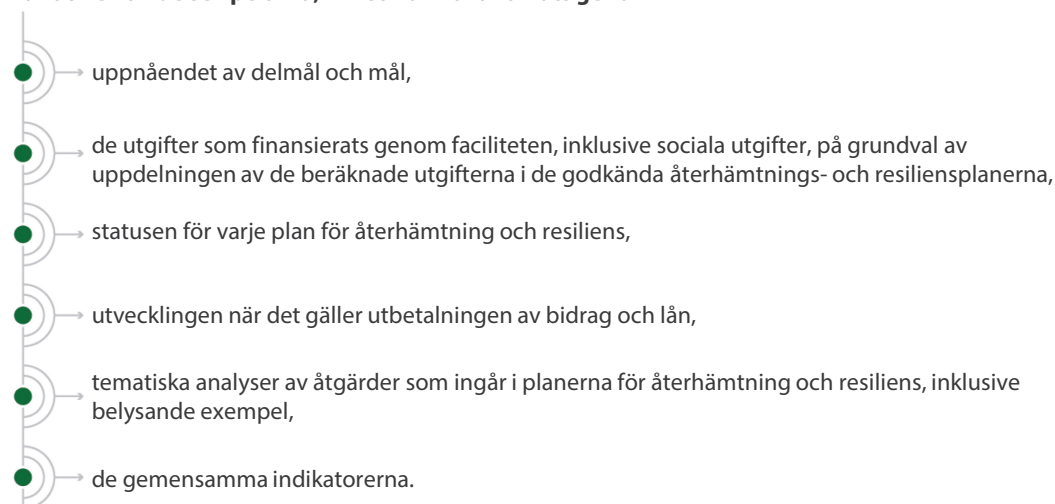 uppnåendet av delmål och mål,
de utgifter som finansierats genom faciliteten, inklusive sociala utgifter, på grundval av
uppdelningen av de beräknade utgifterna i de godkända återhämtnings- och resiliensplanerna,
statusen för varje plan för återhämtning och resiliens,
utvecklingen när det gäller utbetalningen av bidrag och lån,
tematiska analyser av åtgärder som ingår i planerna för återhämtning och resiliens, inklusive
belysande exempel,
de gemensamma indikatorerna.